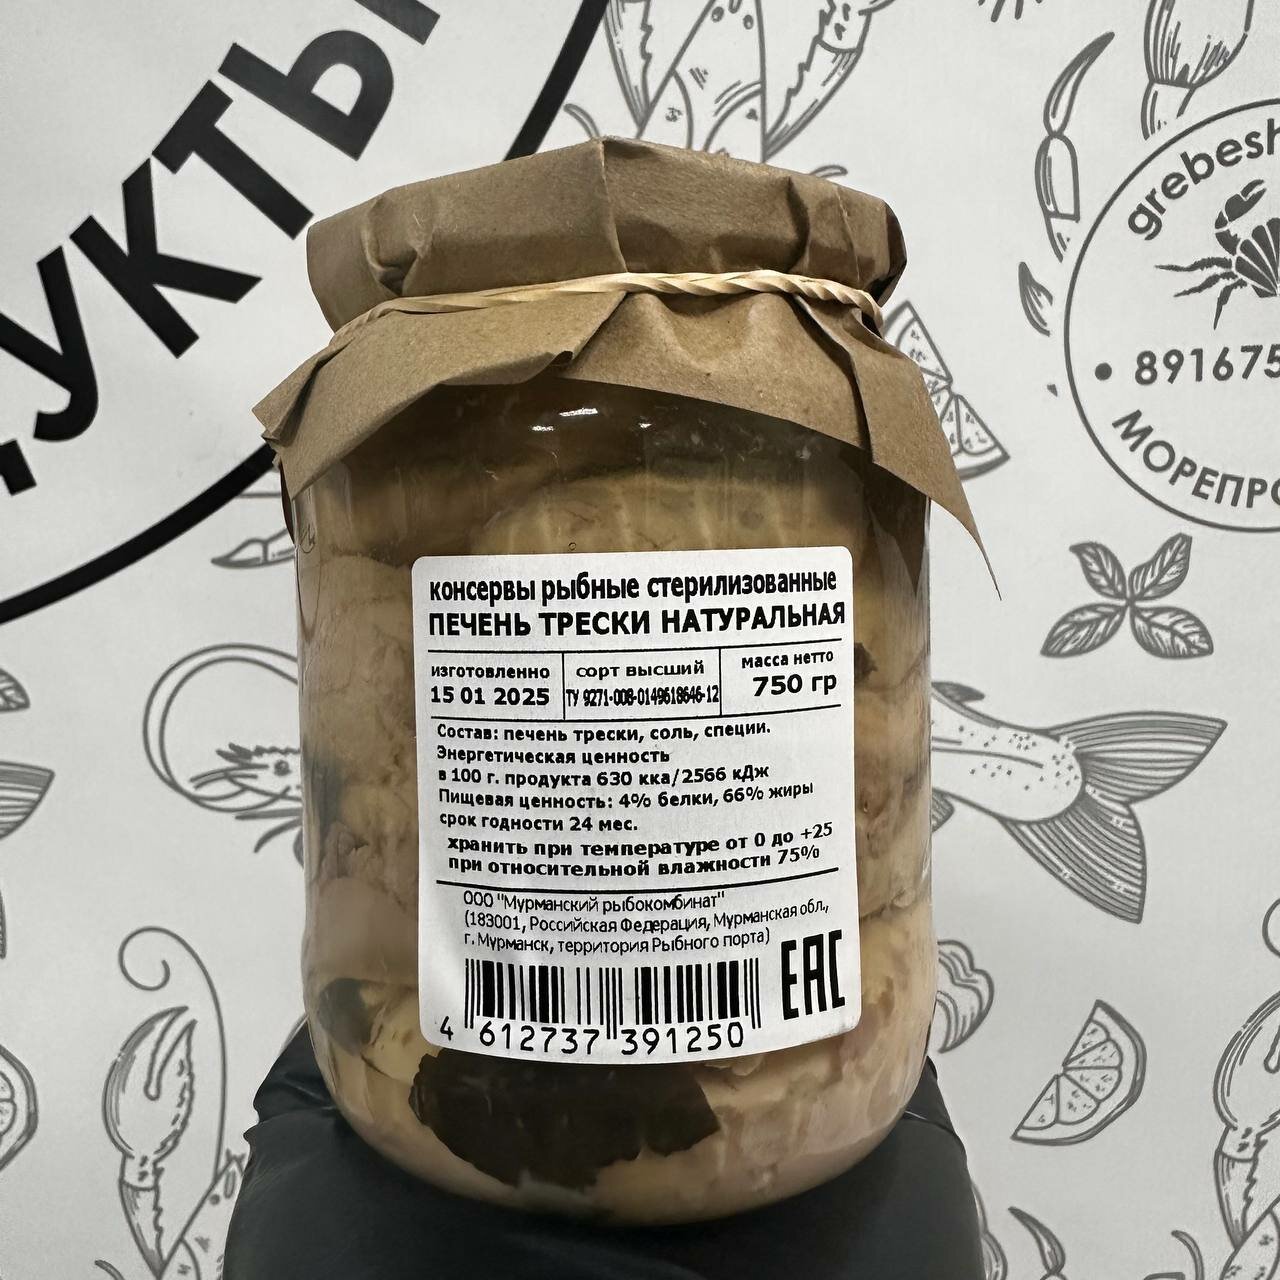 ДУКТЫ
grebesh
891675
МОРЕПРО
консервы рыбные стерилизованные
ПЕЧЕНЬ ТРЕСКИ НАТУРАЛЬНАЯ
изготовленно
15 01 2025
сорт высший
ТУ 9271-008-0149618646-12
масса нетто
750 гр
Состав: печень трески, соль, специи.
Энергетическая ценность
в 100 г. продукта 630 кка/2566 кДж
Пищевая ценность: 4% белки, 66% жиры
срок годности 24 мес.
хранить при температуре от 0 до +25
при относительной влажности 75%
ООО "Мурманский рыбокомбинат"
(183001, Российская Федерация, Мурманская обл.,
г. Мурманск, территория Рыбного порта)
EAC
4 612737 391250